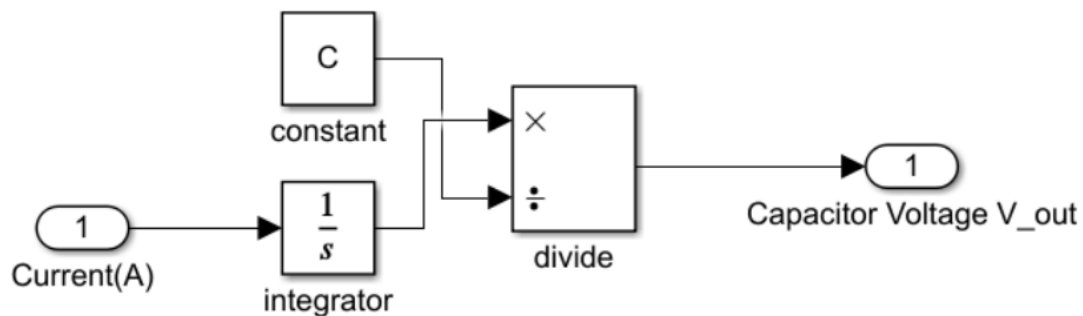 C
constant
×
÷
divide
1
Capacitor Voltage V_out
1
Current(A)
1
s
integrator